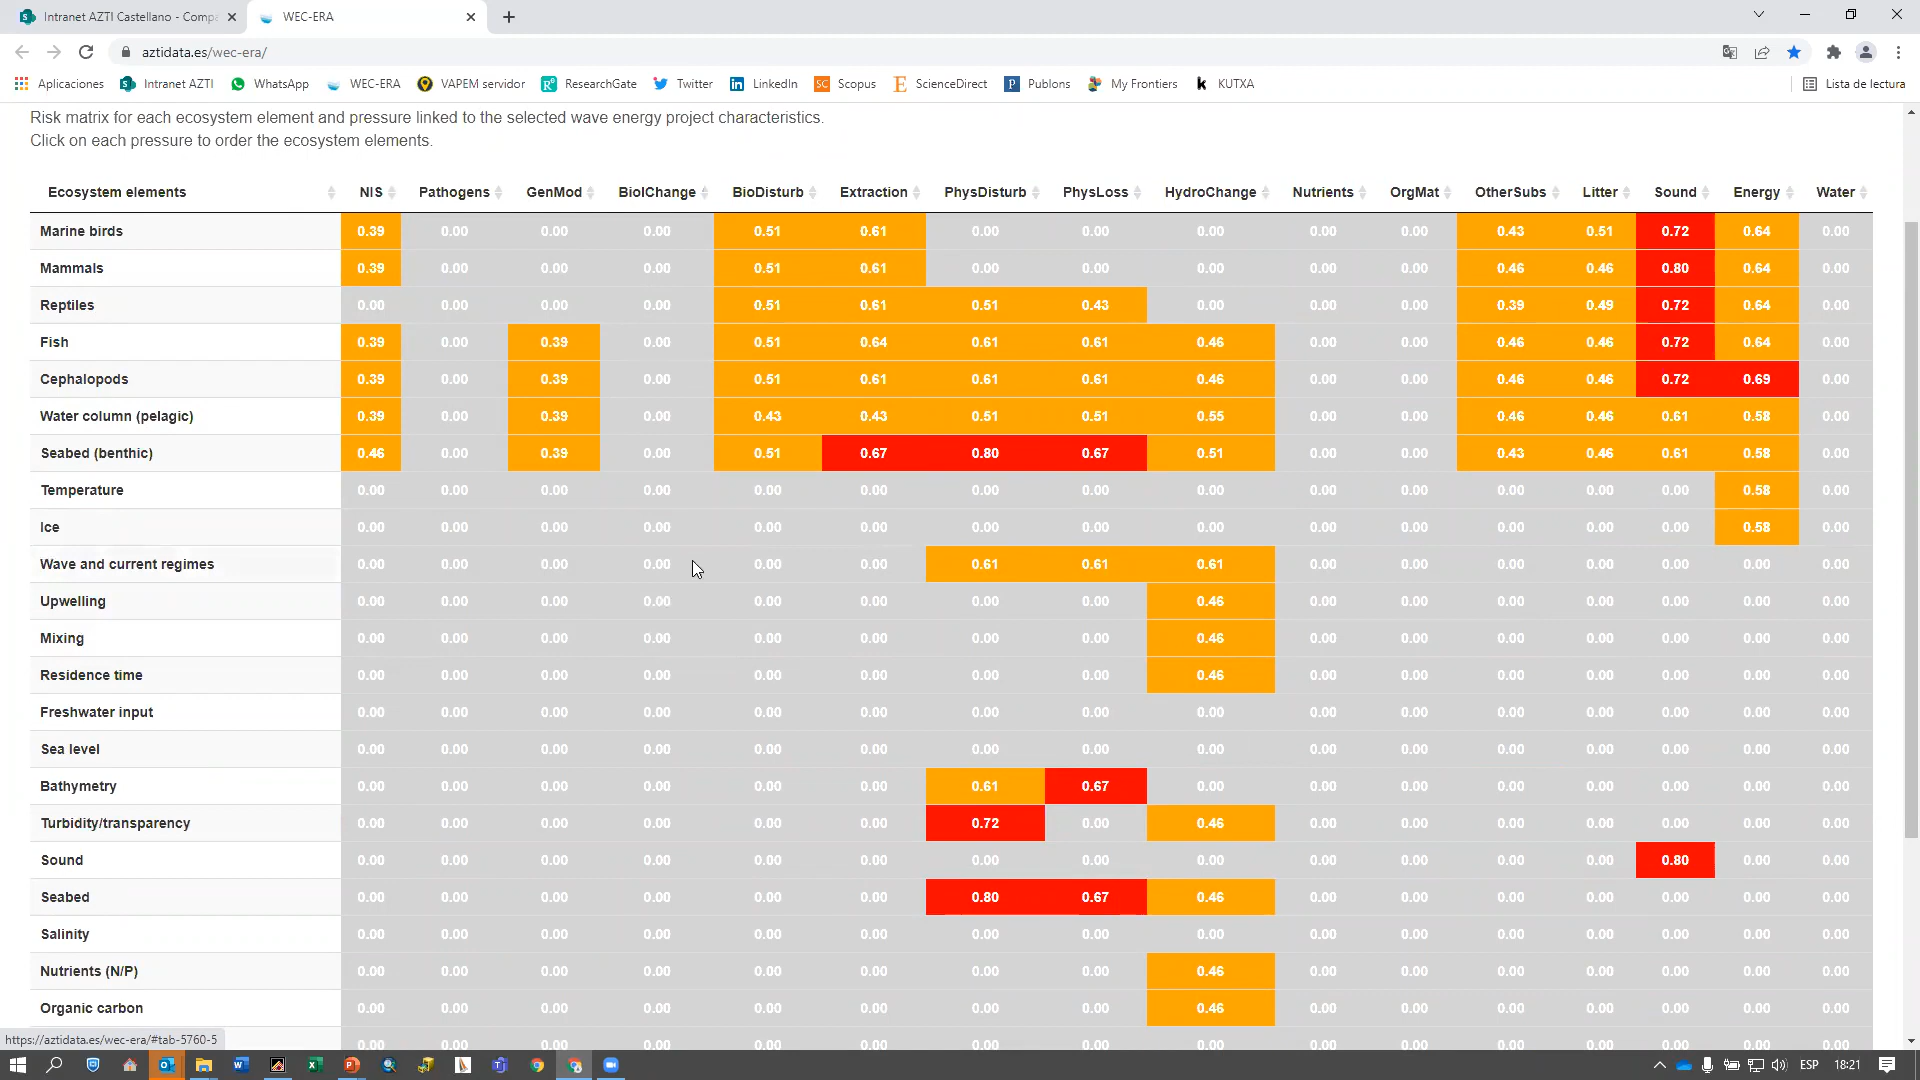 Intranet AZTI Castellano - Compa
WEC-ERA
aztidata.es/wec-era/
Aplicaciones Intranet AZTI WhatsApp WEC-ERA VAPEM servidor ResearchGate Twitter LinkedIn SC Scopus ScienceDirect P Publons My Frontiers k KUTXA Lista de lectura
Risk matrix for each ecosystem element and pressure linked to the selected wave energy project characteristics.
Click on each pressure to order the ecosystem elements.
Ecosystem elements NIS Pathogens GenMod BiolChange BioDisturb Extraction PhysDisturb PhysLoss HydroChange Nutrients OrgMat OtherSubs Litter Sound Energy Water
Marine birds 0.39 0.00 0.00 0.00 0.51 0.61 0.00 0.00 0.00 0.00 0.00 0.43 0.51 0.72 0.64 0.00
Mammals 0.39 0.00 0.00 0.00 0.51 0.61 0.00 0.00 0.00 0.00 0.00 0.46 0.46 0.80 0.64 0.00
Reptiles 0.00 0.00 0.00 0.00 0.51 0.61 0.51 0.43 0.00 0.00 0.00 0.39 0.49 0.72 0.64 0.00
Fish 0.39 0.00 0.39 0.00 0.51 0.64 0.61 0.61 0.46 0.00 0.00 0.46 0.46 0.72 0.64 0.00
Cephalopods 0.39 0.00 0.39 0.00 0.51 0.61 0.61 0.61 0.46 0.00 0.00 0.46 0.46 0.72 0.69 0.00
Water column (pelagic) 0.39 0.00 0.39 0.00 0.43 0.43 0.51 0.51 0.55 0.00 0.00 0.46 0.46 0.61 0.58 0.00
Seabed (benthic) 0.46 0.00 0.39 0.00 0.51 0.67 0.80 0.67 0.51 0.00 0.00 0.43 0.46 0.61 0.58 0.00
Temperature 0.00 0.00 0.00 0.00 0.00 0.00 0.00 0.00 0.00 0.00 0.00 0.00 0.00 0.00 0.58 0.00
Ice 0.00 0.00 0.00 0.00 0.00 0.00 0.00 0.00 0.00 0.00 0.00 0.00 0.00 0.00 0.58 0.00
Wave and current regimes 0.00 0.00 0.00 0.00 0.00 0.00 0.61 0.61 0.61 0.00 0.00 0.00 0.00 0.00 0.00 0.00
Upwelling 0.00 0.00 0.00 0.00 0.00 0.00 0.00 0.00 0.46 0.00 0.00 0.00 0.00 0.00 0.00 0.00
Mixing 0.00 0.00 0.00 0.00 0.00 0.00 0.00 0.00 0.46 0.00 0.00 0.00 0.00 0.00 0.00 0.00
Residence time 0.00 0.00 0.00 0.00 0.00 0.00 0.00 0.00 0.46 0.00 0.00 0.00 0.00 0.00 0.00 0.00
Freshwater input 0.00 0.00 0.00 0.00 0.00 0.00 0.00 0.00 0.00 0.00 0.00 0.00 0.00 0.00 0.00 0.00
Sea level 0.00 0.00 0.00 0.00 0.00 0.00 0.00 0.00 0.00 0.00 0.00 0.00 0.00 0.00 0.00 0.00
Bathymetry 0.00 0.00 0.00 0.00 0.00 0.00 0.61 0.67 0.00 0.00 0.00 0.00 0.00 0.00 0.00 0.00
Turbidity/transparency 0.00 0.00 0.00 0.00 0.00 0.00 0.72 0.00 0.46 0.00 0.00 0.00 0.00 0.00 0.00 0.00
Sound 0.00 0.00 0.00 0.00 0.00 0.00 0.00 0.00 0.00 0.00 0.00 0.00 0.00 0.80 0.00 0.00
Seabed 0.00 0.00 0.00 0.00 0.00 0.00 0.80 0.67 0.46 0.00 0.00 0.00 0.00 0.00 0.00 0.00
Salinity 0.00 0.00 0.00 0.00 0.00 0.00 0.00 0.00 0.00 0.00 0.00 0.00 0.00 0.00 0.00 0.00
Nutrients (N/P) 0.00 0.00 0.00 0.00 0.00 0.00 0.00 0.00 0.46 0.00 0.00 0.00 0.00 0.00 0.00 0.00
Organic carbon 0.00 0.00 0.00 0.00 0.00 0.00 0.00 0.00 0.46 0.00 0.00 0.00 0.00 0.00 0.00 0.00
0.00 0.00 0.00 0.00 0.00 0.00 0.00 0.00 0.00 0.00 0.00 0.00 0.00 0.00 0.00 0.00
https://aztidata.es/wec-era/#tab-5760-5
ESP 18:21